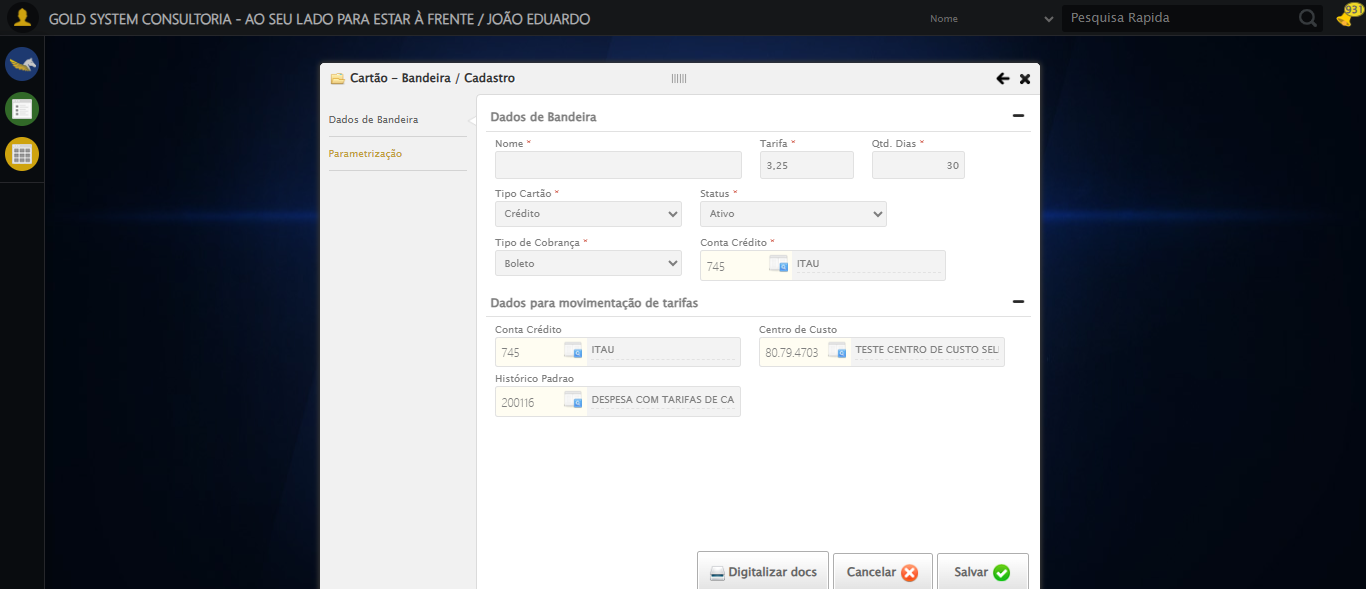 GOLD SYSTEM CONSULTORIA - AO SEU LADO PARA ESTAR À FRENTE / JOÃO EDUARDO
Nome
Pesquisa Rapida
931
Cartão - Bandeira / Cadastro
Dados de Bandeira
Parametrização
Dados de Bandeira
Nome * Tarifa * Qtd. Dias *
3,25 30
Tipo Cartão * Status *
Crédito Ativo
Tipo de Cobrança * Conta Crédito *
Boleto 745 ITAU
Dados para movimentação de tarifas
Conta Crédito Centro de Custo
745 ITAU 80.79.4703 TESTE CENTRO DE CUSTO SEL
Histórico Padrao
200116 DESPESA COM TARIFAS DE CA
Digitalizar docs Cancelar Salvar